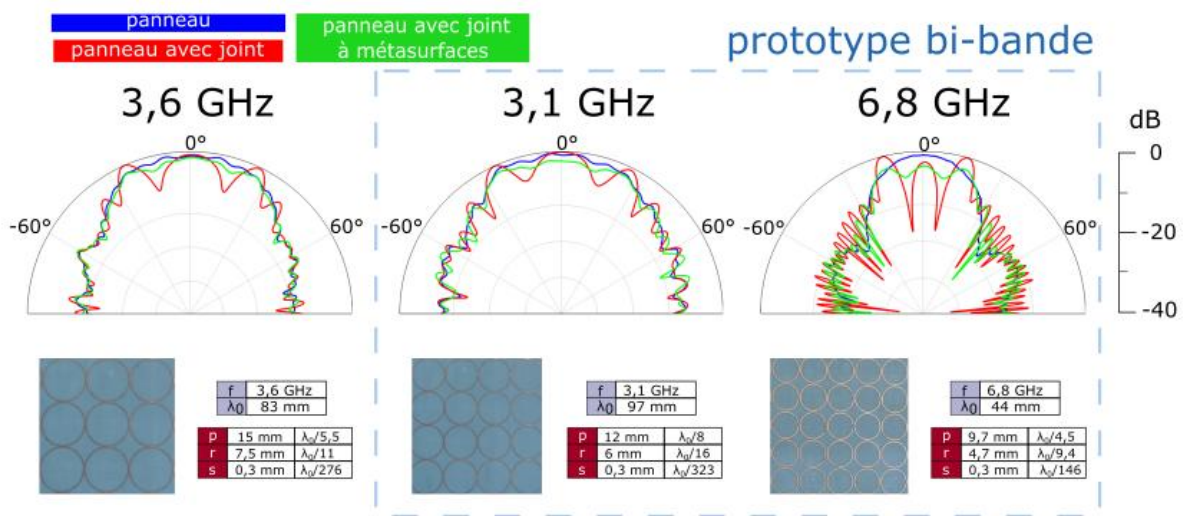 panneau
panneau avec joint
panneau avec joint
à métasurfaces
prototype bi-bande
3,6 GHz
3,1 GHz
6,8 GHz
dB
0°
-60°
60°
0°
-60°
60°
0°
-60°
60°
0
-20
-40
f 3,6 GHz
λ0 83 mm
p 15 mm λ0/5,5
r 7,5 mm λ0/11
s 0,3 mm λ0/276
f 3,1 GHz
λ0 97 mm
p 12 mm λ0/8
r 6 mm λ0/16
s 0,3 mm λ0/323
f 6,8 GHz
λ0 44 mm
p 9,7 mm λ0/4,5
r 4,7 mm λ0/9,4
s 0,3 mm λ0/146